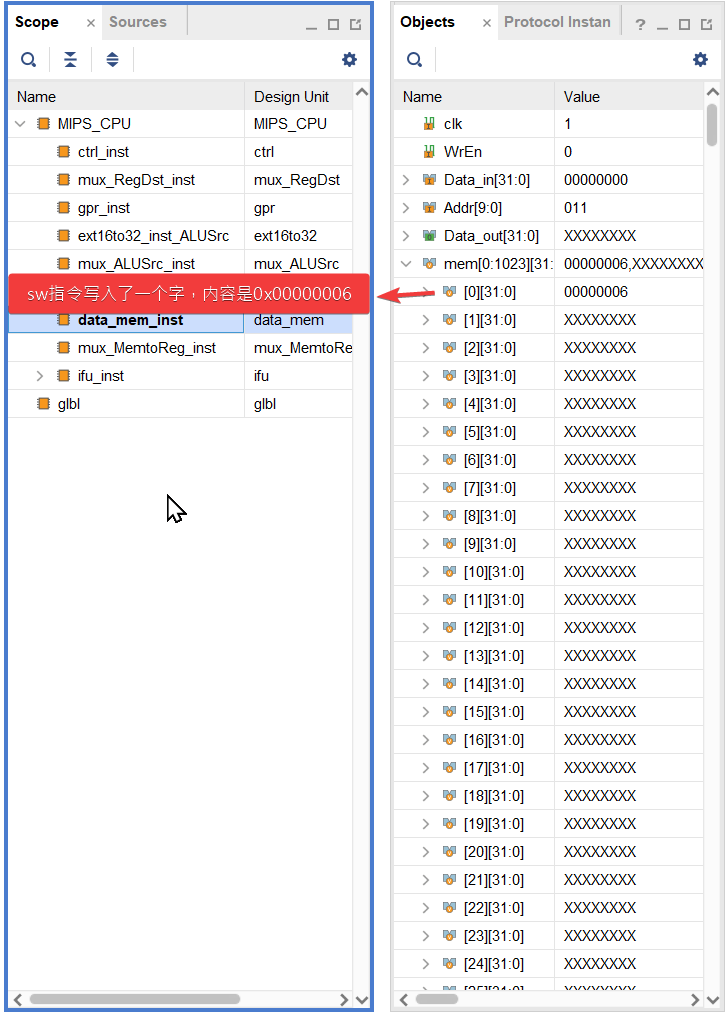 Scope × Sources
Name Design Unit
MIPS_CPU MIPS_CPU
ctrl_inst ctrl
mux_RegDst_inst mux_RegDst
gpr_inst gpr
ext16to32_inst_ALUSrc ext16to32
mux_ALUSrc_inst mux_ALUSrc
sw指令写入了一个字，内容是0x00000006
data_mem_inst data_mem
mux_MemtoReg_inst mux_MemtoRe
ifu_inst ifu
glbl glbl
Objects × Protocol Instan ?
Name Value
clk 1
WrEn 0
Data_in[31:0] 00000000
Addr[9:0] 011
Data_out[31:0] XXXXXXXX
mem[0:1023][31: 00000006,XXXXXXXX
[0][31:0] 00000006
[1][31:0] XXXXXXXX
[2][31:0] XXXXXXXX
[3][31:0] XXXXXXXX
[4][31:0] XXXXXXXX
[5][31:0] XXXXXXXX
[6][31:0] XXXXXXXX
[7][31:0] XXXXXXXX
[8][31:0] XXXXXXXX
[9][31:0] XXXXXXXX
[10][31:0] XXXXXXXX
[11][31:0] XXXXXXXX
[12][31:0] XXXXXXXX
[13][31:0] XXXXXXXX
[14][31:0] XXXXXXXX
[15][31:0] XXXXXXXX
[16][31:0] XXXXXXXX
[17][31:0] XXXXXXXX
[18][31:0] XXXXXXXX
[19][31:0] XXXXXXXX
[20][31:0] XXXXXXXX
[21][31:0] XXXXXXXX
[22][31:0] XXXXXXXX
[23][31:0] XXXXXXXX
[24][31:0] XXXXXXXX